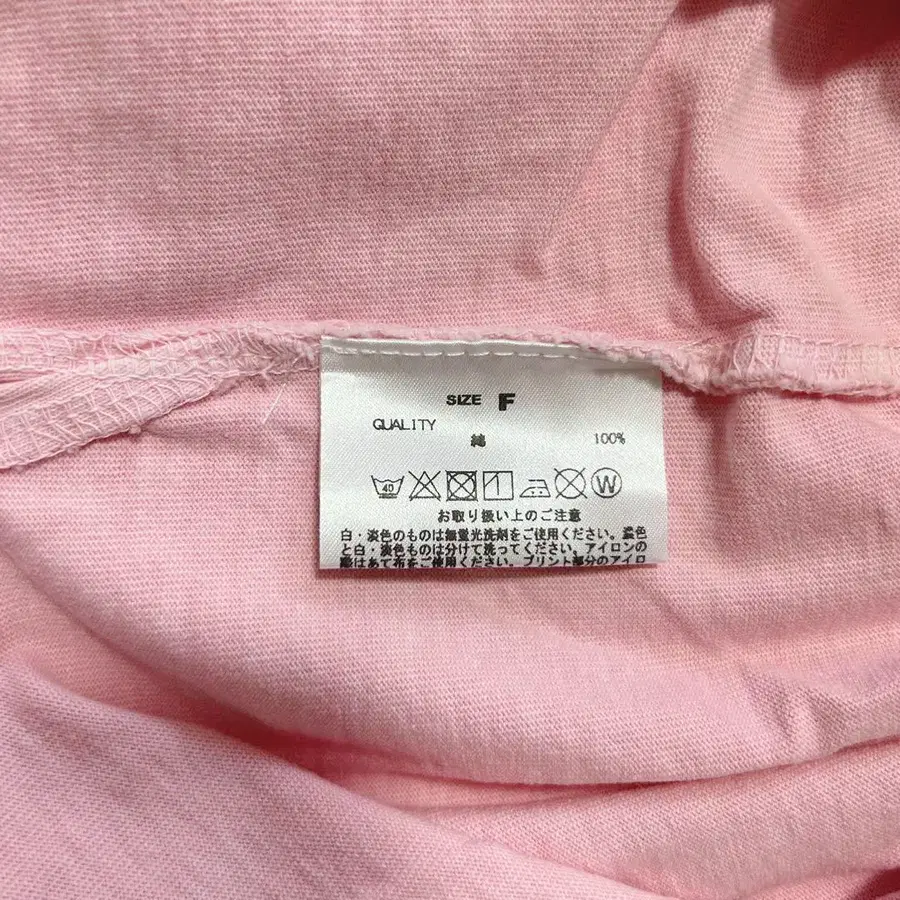 SIZE F
QUALITY
綿 100%
40
W
お取り扱い上のご注意
白・淡色のものは無蛍光洗剤をご使用ください。濃色
と白・淡色ものは分けて洗ってください。アイロンの
際はあて布をご使用ください。プリント部分のアイロ